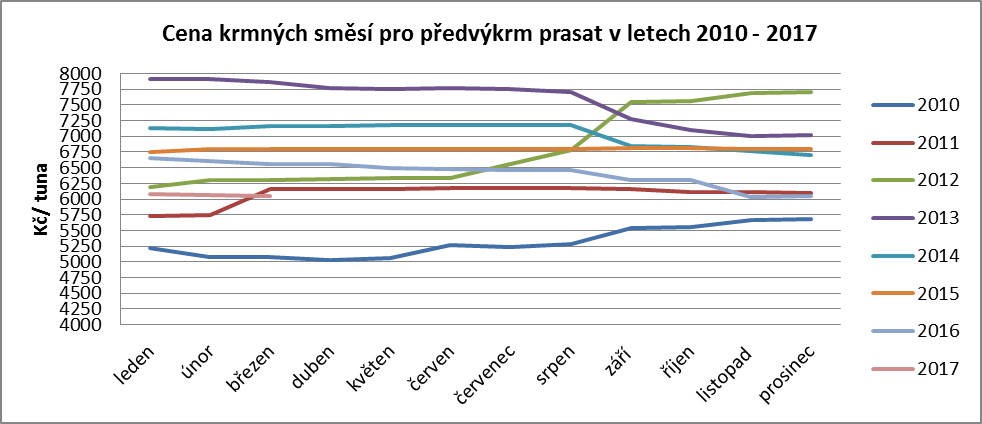 Cena krmných směsí pro předvýkrm prasat v letech 2010 - 2017
Kč/ tuna
8000
7750
7500
7250
7000
6750
6500
6250
6000
5750
5500
5250
5000
4750
4500
4250
4000
leden
únor
březen
duben
květen
červen
červenec
srpen
září
říjen
listopad
prosinec
2010
2011
2012
2013
2014
2015
2016
2017